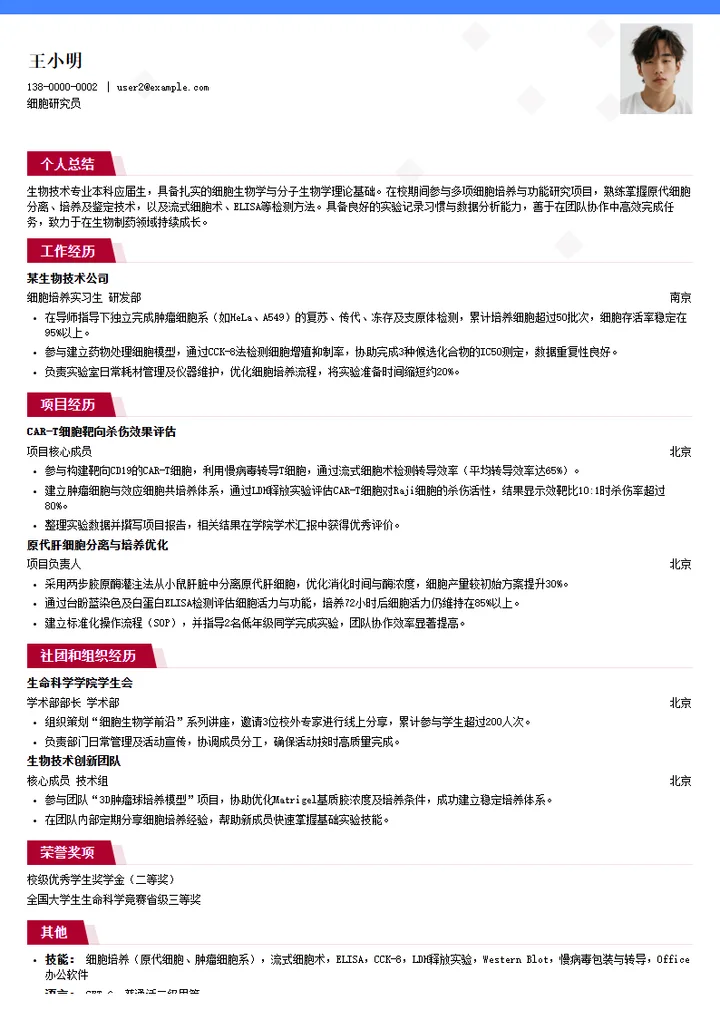 王小明
138-0000-0002 | user2@example.com
细胞研究员
个人总结
生物技术专业本科应届生，具备扎实的细胞生物学与分子生物学理论基础。在校期间参与多项细胞培养与功能研究项目，熟练掌握原代细胞
分离、培养及鉴定技术，以及流式细胞术、ELISA等检测方法。具备良好的实验记录习惯与数据分析能力，善于在团队协作中高效完成任
务，致力于在生物制药领域持续成长。
工作经历
某生物技术公司
细胞培养实习生 研发部 南京
• 在导师指导下独立完成肿瘤细胞系（如HeLa、A549）的复苏、传代、冻存及支原体检测，累计培养细胞超过50批次，细胞存活率稳定在
95%以上。
• 参与建立药物处理细胞模型，通过CCK-8法检测细胞增殖抑制率，协助完成3种候选化合物的IC50测定，数据重复性良好。
• 负责实验室日常耗材管理及仪器维护，优化细胞培养流程，将实验准备时间缩短约20%。
项目经历
CAR-T细胞靶向杀伤效果评估
项目核心成员 北京
• 参与构建靶向CD19的CAR-T细胞，利用慢病毒转导T细胞，通过流式细胞术检测转导效率（平均转导效率达65%）。
• 建立肿瘤细胞与效应细胞共培养体系，通过LDH释放实验评估CAR-T细胞对Raji细胞的杀伤活性，结果显示效靶比10:1时杀伤率超过
80%。
• 整理实验数据并撰写项目报告，相关结果在学院学术汇报中获得优秀评价。
原代肝细胞分离与培养优化
项目负责人 北京
• 采用两步胶原酶灌注法从小鼠肝脏中分离原代肝细胞，优化消化时间与酶浓度，细胞产量较初始方案提升30%。
• 通过台盼蓝染色及白蛋白ELISA检测评估细胞活力与功能，培养72小时后细胞活力仍维持在85%以上。
• 建立标准化操作流程（SOP），并指导2名低年级同学完成实验，团队协作效率显著提高。
社团和组织经历
生命科学学院学生会
学术部部长 学术部 北京
• 组织策划“细胞生物学前沿”系列讲座，邀请3位校外专家进行线上分享，累计参与学生超过200人次。
• 负责部门日常管理及活动宣传，协调成员分工，确保活动按时高质量完成。
生物技术创新团队
核心成员 技术组 北京
• 参与团队“3D肿瘤球培养模型”项目，协助优化Matrigel基质胶浓度及培养条件，成功建立稳定培养体系。
• 在团队内部定期分享细胞培养经验，帮助新成员快速掌握基础实验技能。
荣誉奖项
校级优秀学生奖学金（二等奖）
全国大学生生命科学竞赛省级三等奖
其他
• 技能： 细胞培养（原代细胞、肿瘤细胞系），流式细胞术，ELISA，CCK-8，LDH释放实验，Western Blot，慢病毒包装与转导，Office
办公软件